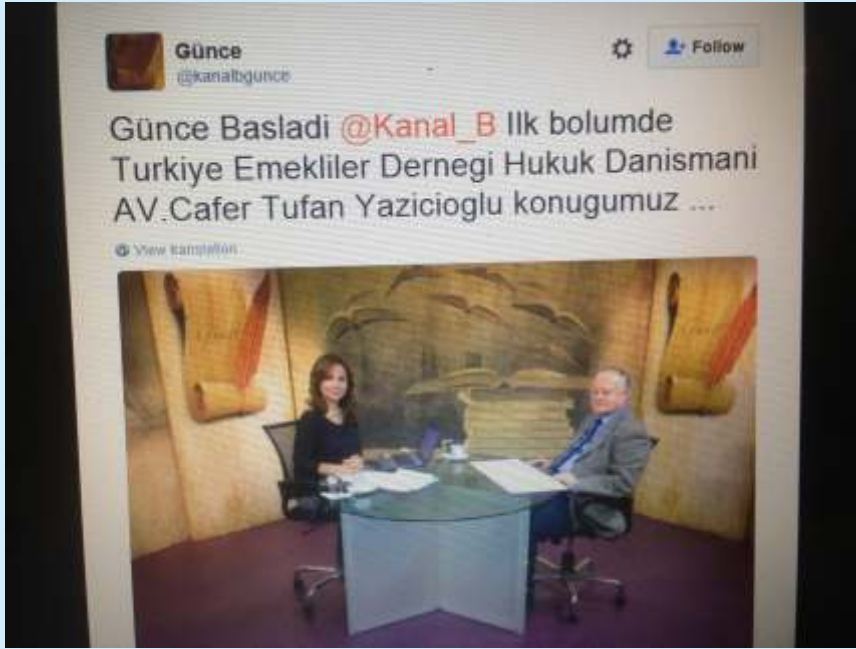 Günce
@kanalbgunce
Follow
Günce Basladi @Kanal_B Ilk bolumde
Turkiye Emekliler Dernegi Hukuk Danismani
AV.Cafer Tufan Yazicioglu konugumuz ...
View translation